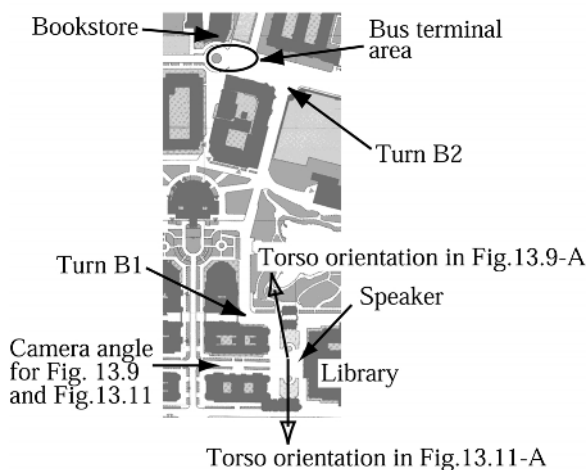 Bookstore
Bus terminal
area
Turn B2
Torso orientation in Fig.13.9-A
Turn B1
Speaker
Camera angle
for Fig. 13.9
and Fig.13.11
Library
Torso orientation in Fig.13.11-A